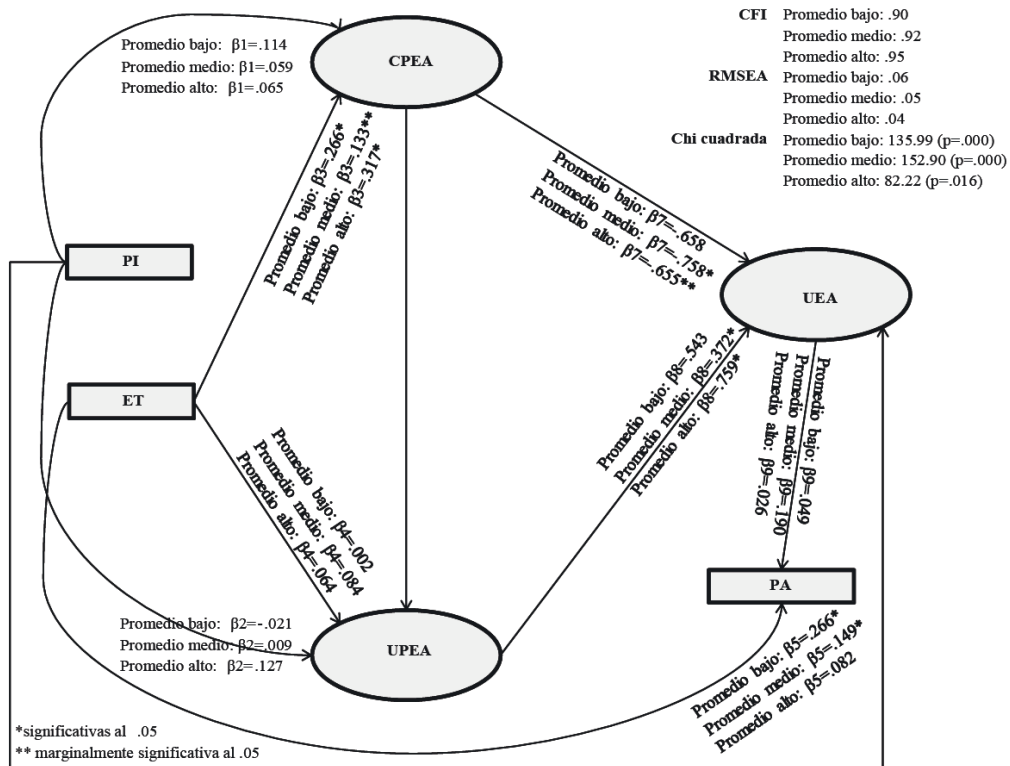 CFI Promedio bajo: .90
Promedio medio: .92
Promedio alto: .95
RMSEA Promedio bajo: .06
Promedio medio: .05
Promedio alto: .04
Chi cuadrada Promedio bajo: 135.99 (p=.000)
Promedio medio: 152.90 (p=.000)
Promedio alto: 82.22 (p=.016)
Promedio bajo: β1=.114
Promedio medio: β1=.059
Promedio alto: β1=.065
CPEA
Promedio bajo: β3=.266*
Promedio medio: β3=.133**
Promedio alto: β3=.317*
Promedio bajo: β7=-.658
Promedio medio: β7=-.758*
Promedio alto: β7=-.655**
PI
UEA
ET
Promedio bajo: β8=.543
Promedio medio: β8=.372*
Promedio alto: β8=.759*
Promedio bajo: β9=.049
Promedio medio: β9=.190
Promedio alto: β9=.026
Promedio bajo: β4=.002
Promedio medio: β4=.084
Promedio alto: β4=.064
PA
Promedio bajo: β2=-.021
Promedio medio: β2=.009
Promedio alto: β2=.127
UPEA
Promedio bajo: β5=.266*
Promedio medio: β5=.149*
Promedio alto: β5=.082
*significativas al .05
** marginalmente significativa al .05